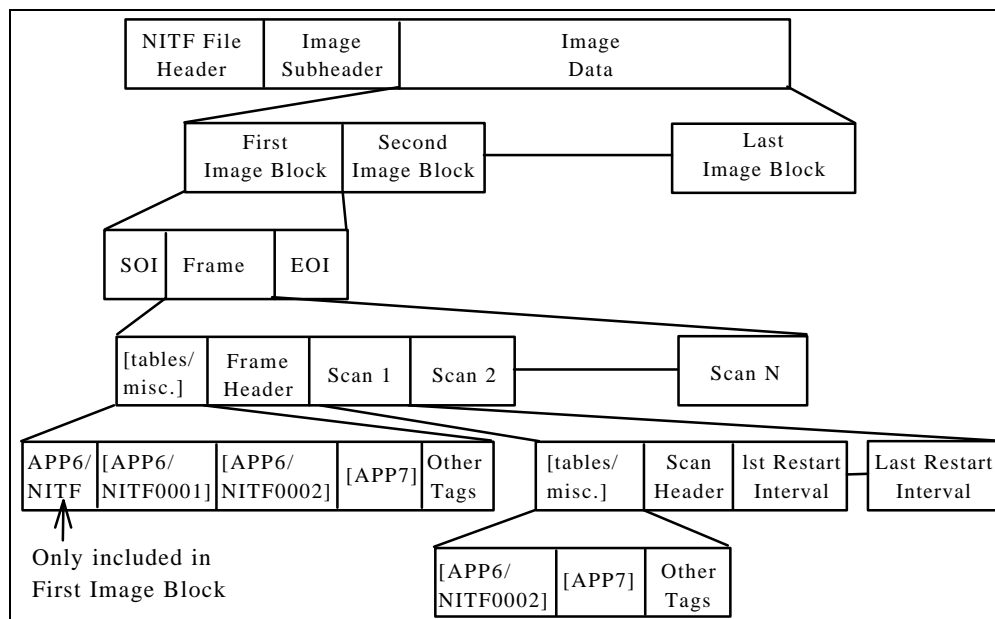 NITF File
Header
Image
Subheader
Image
Data
First
Image Block
Second
Image Block
Last
Image Block
SOI
Frame
EOI
[tables/
misc.]
Frame
Header
Scan 1
Scan 2
Scan N
APP6/
NITF
[APP6/
NITF0001]
[APP6/
NITF0002]
[APP7]
Other
Tags
[tables/
misc.]
Scan
Header
lst Restart
Interval
Last Restart
Interval
Only included in
First Image Block
[APP6/
NITF0002]
[APP7]
Other
Tags